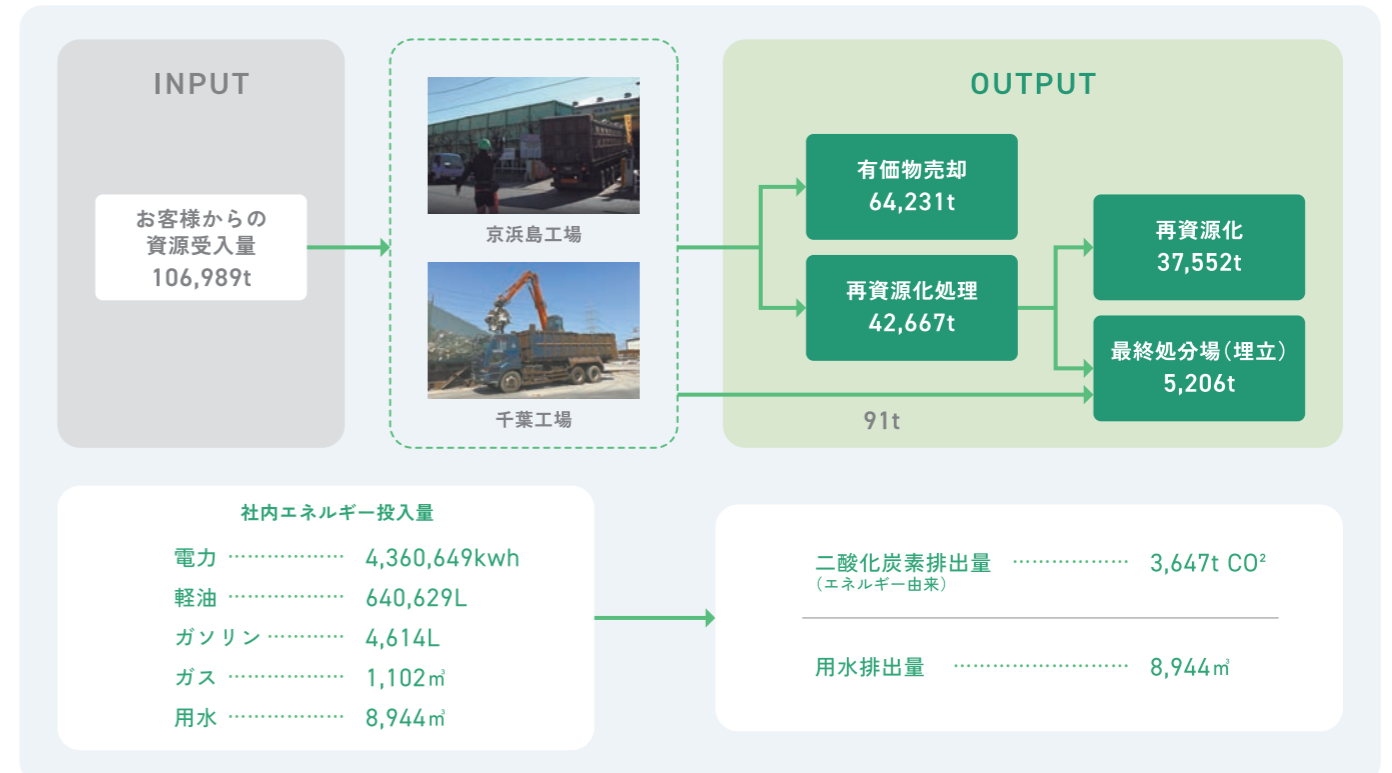 INPUT
お客様からの
資源受入量
106,989t
京浜島工場
千葉工場
OUTPUT
有価物売却
64,231t
再資源化処理
42,667t
再資源化
37,552t
最終処分場(埋立)
5,206t
91t
社内エネルギー投入量
電力 ………………… 4,360,649kwh
軽油 ………………… 640,629L
ガソリン ………… 4,614L
ガス ………………… 1,102㎥
用水 ………………… 8,944㎥
二酸化炭素排出量 ………………… 3,647t CO²
(エネルギー由来)
用水排出量 ………………………… 8,944㎥